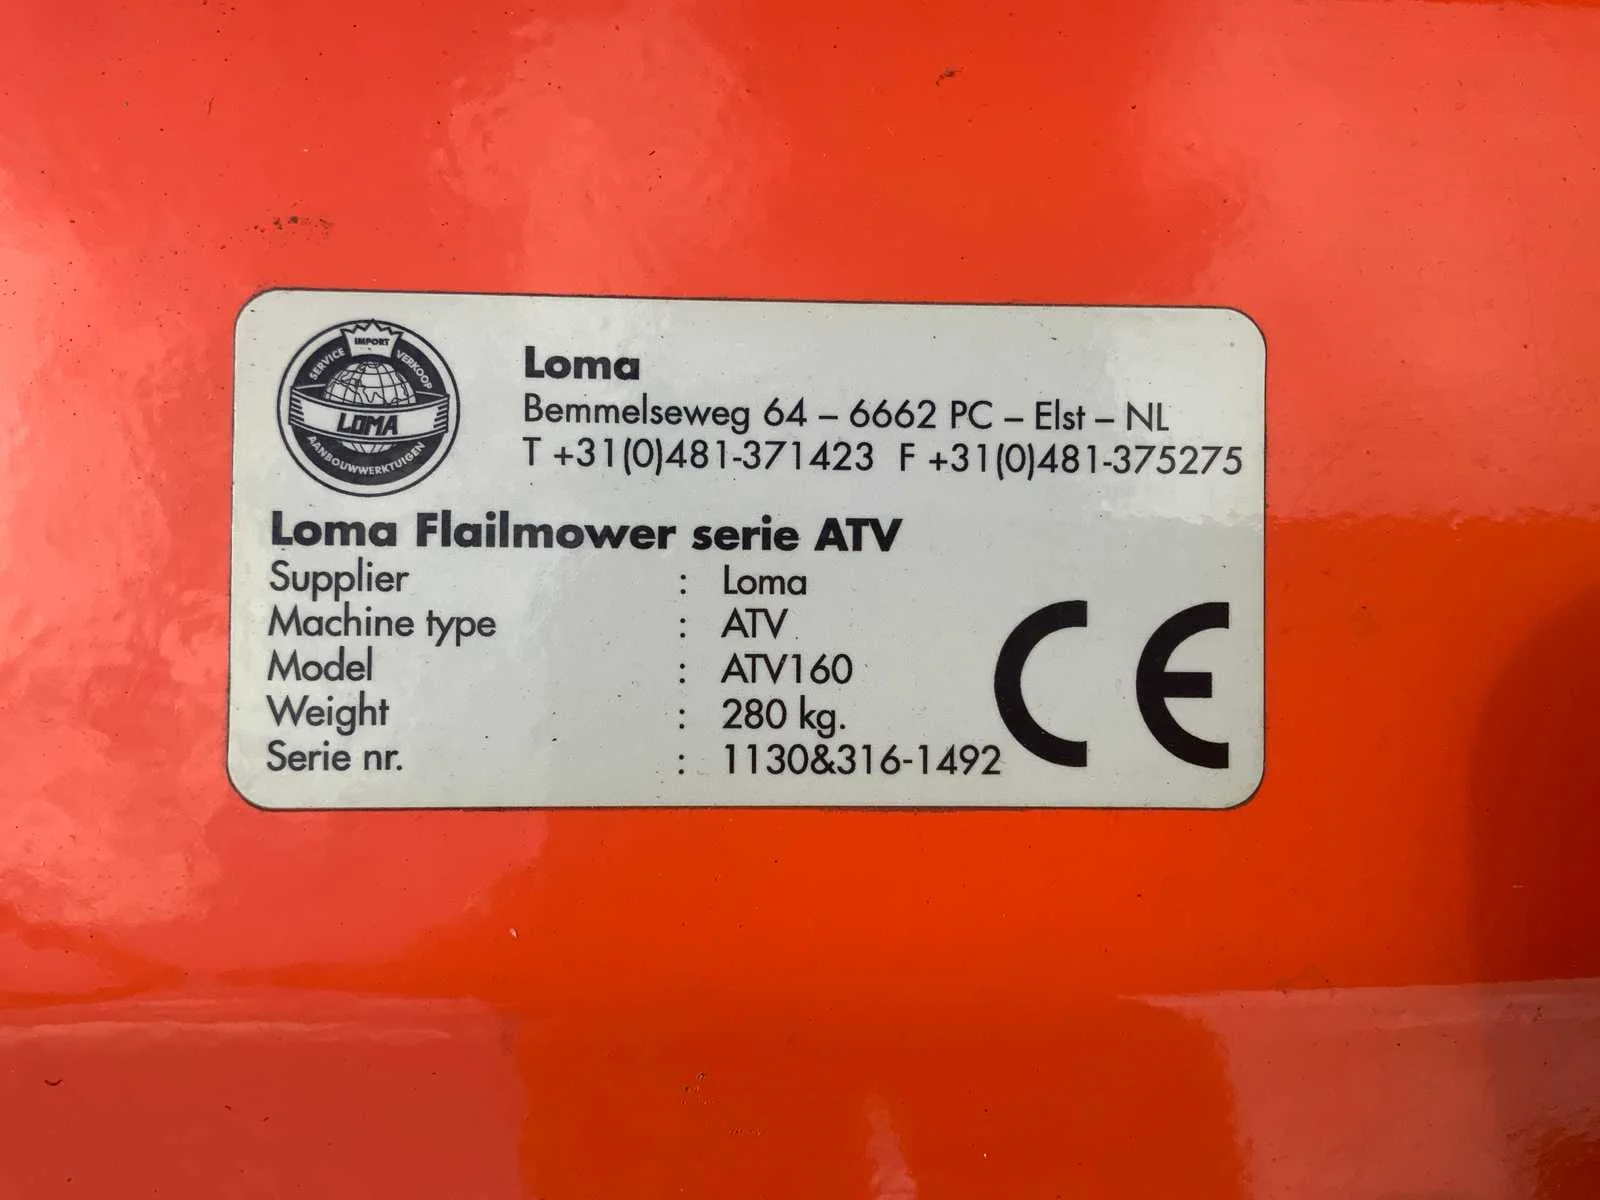 IMPORT
SERVICE VERKOOP
LOMA
AANBOUWWERKTUIGEN
Loma
Bemmelseweg 64 – 6662 PC – Elst – NL
T +31(0)481-371423 F +31(0)481-375275
Loma Flailmower serie ATV
Supplier : Loma
Machine type : ATV
Model : ATV160
Weight : 280 kg.
Serie nr. : 1130&316-1492
CE